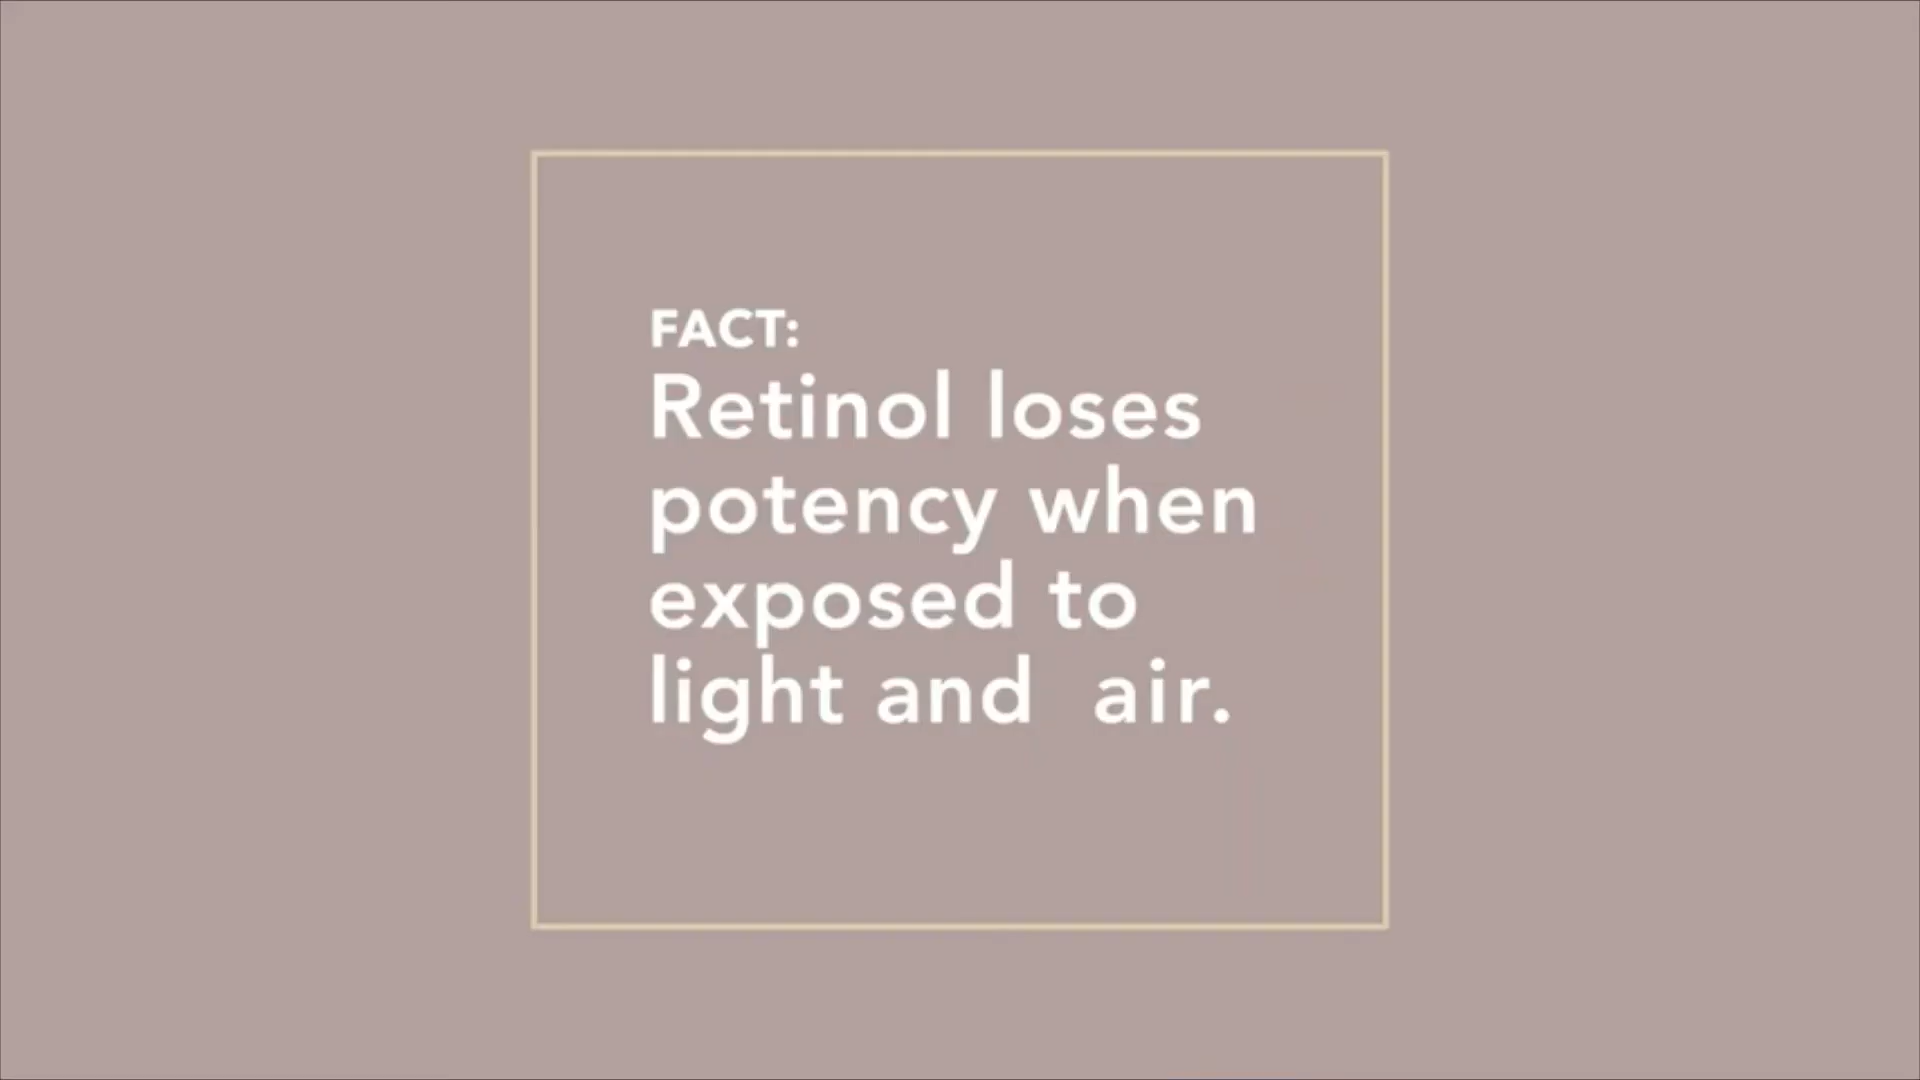 FACT:
Retinol loses
potency when
exposed to
light and  air.